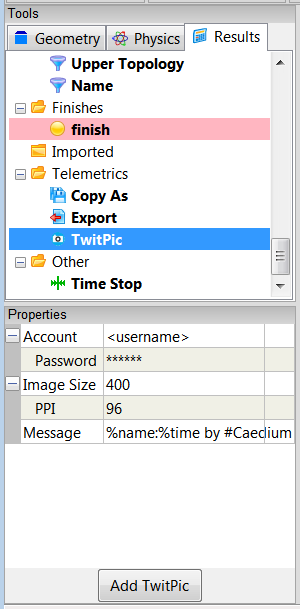 Tools
Geometry Physics Results
Upper Topology
Name
Finishes
finish
Imported
Telemetrics
Copy As
Export
TwitPic
Other
Time Stop
Properties
Account <username>
Password ******
Image Size 400
PPI 96
Message %name:%time by #Caedium
Add TwitPic